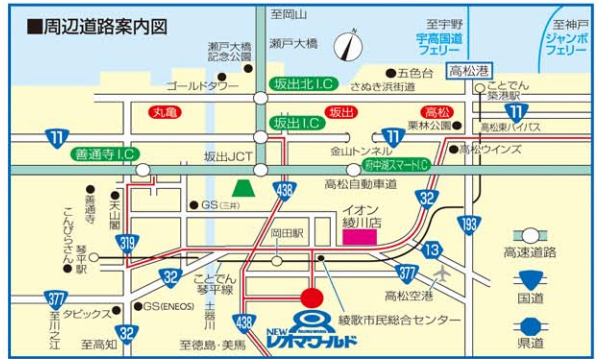 ■周辺道路案内図
至岡山
瀬戸大橋
瀬戸大橋
記念公園
ゴールドタワー
坂出北I.C
五色台
さぬき浜街道
至宇野
宇高国道
フェリー
至神戸
ジャンボ
フェリー
高松港
ことでん
築港駅
丸亀
坂出
高松
栗林公園
高松東バイパス
11
坂出I.C
11
11
善通寺I.C
坂出JCT
金山トンネル
府中湖スマートI.C
高松ウインズ
高松自動車道
善通寺
天山閣
GS(三井)
438
32
193
イオン
綾川店
岡田駅
こんぴらさん
琴平駅
319
32
ことでん
琴平線
13
377
高松空港
高速道路
国道
県道
377
タピックス
GS(ENEOS)
土器川
至川之江
32
至高知
438
至徳島・美馬
綾歌市民総合センター
NEW
レオマワールド